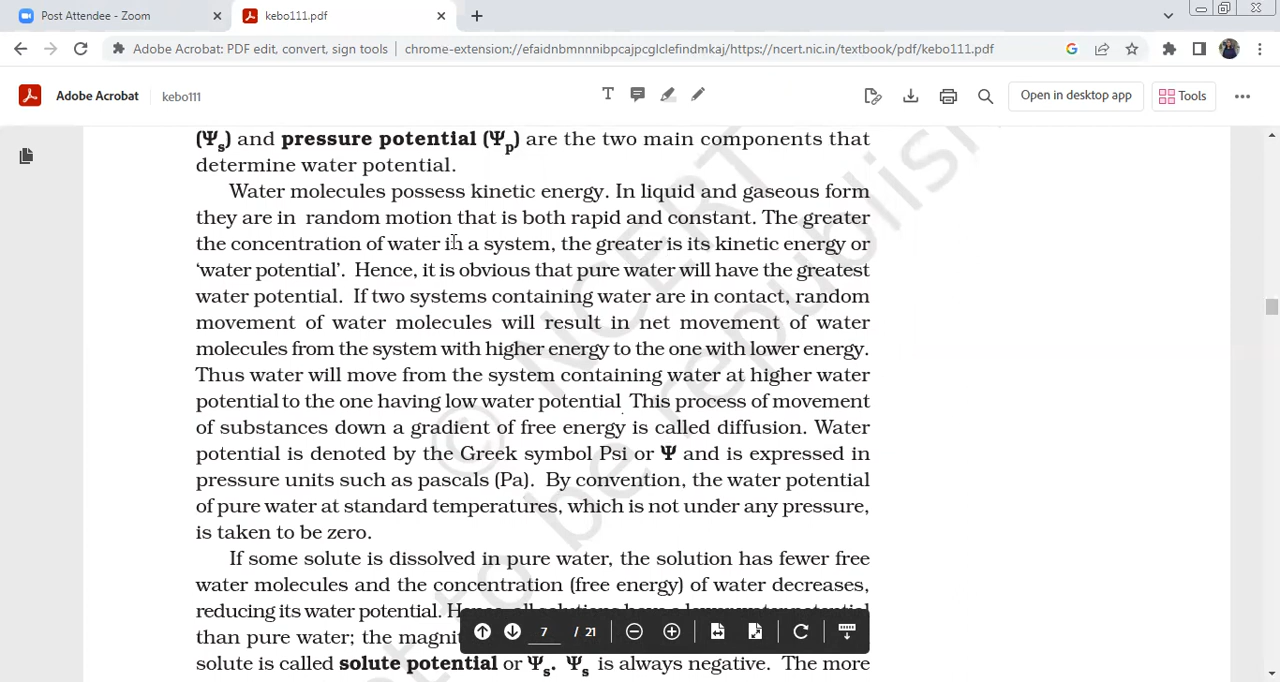 Post Attendee - Zoom
kebo111.pdf
Adobe Acrobat: PDF edit, convert, sign tools | chrome-extension://efaidnbmnnnibpcajpcglclefindmkaj/https://ncert.nic.in/textbook/pdf/kebo111.pdf
Adobe Acrobat kebo111 Open in desktop app Tools
(Ψs) and pressure potential (Ψp) are the two main components that
determine water potential.
Water molecules possess kinetic energy. In liquid and gaseous form
they are in random motion that is both rapid and constant. The greater
the concentration of water in a system, the greater is its kinetic energy or
‘water potential’. Hence, it is obvious that pure water will have the greatest
water potential. If two systems containing water are in contact, random
movement of water molecules will result in net movement of water
molecules from the system with higher energy to the one with lower energy.
Thus water will move from the system containing water at higher water
potential to the one having low water potential This process of movement
of substances down a gradient of free energy is called diffusion. Water
potential is denoted by the Greek symbol Psi or Ψ and is expressed in
pressure units such as pascals (Pa). By convention, the water potential
of pure water at standard temperatures, which is not under any pressure,
is taken to be zero.
If some solute is dissolved in pure water, the solution has fewer free
water molecules and the concentration (free energy) of water decreases,
reducing its water potential. Hence, all solutions have a lower water potential
than pure water; the magnit
7 / 21
solute is called solute potential or Ψs. Ψs is always negative. The more
© NCERT
to be republish